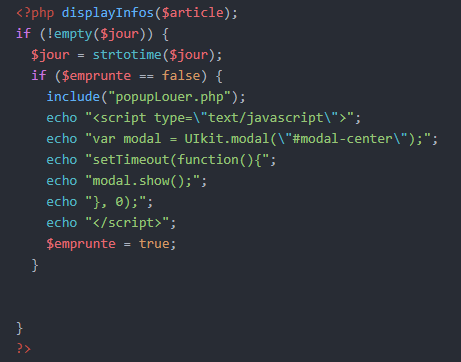 <?php displayInfos($article);
if (!empty($jour)) {
  $jour = strtotime($jour);
  if ($emprunte == false) {
    include("popupLouer.php");
    echo "<script type=\"text/javascript\">";
    echo "var modal = UIkit.modal(\"#modal-center\");";
    echo "setTimeout(function(){";
    echo "modal.show();";
    echo "}, 0);";
    echo "</script>";
    $emprunte = true;
  }
}
?>